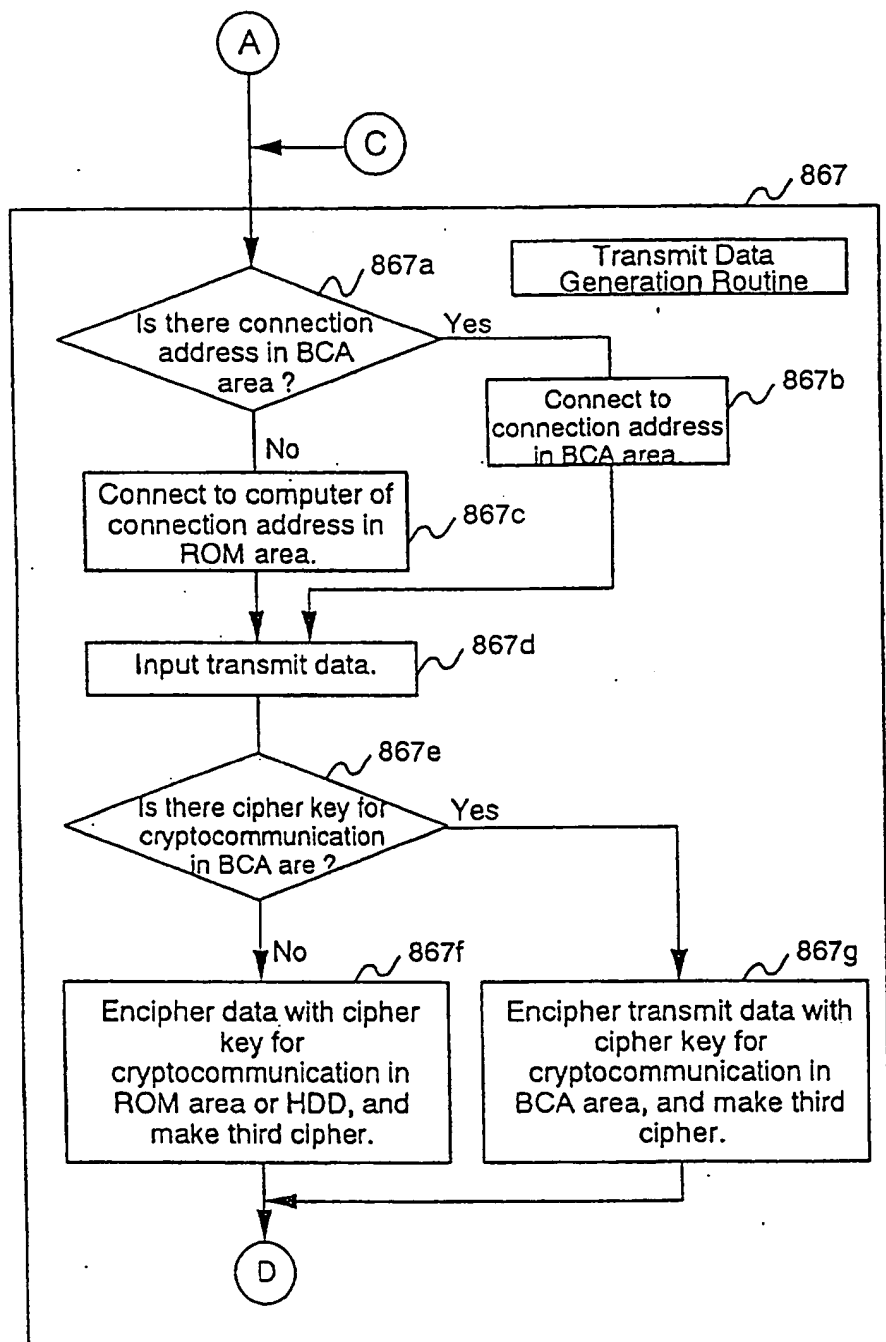 A
C
867
Transmit Data
Generation Routine
867a
Is there connection
address in BCA
area ?
Yes
867b
Connect to
connection address
in BCA area.
No
Connect to computer of
connection address in
ROM area.
867c
Input transmit data.
867d
867e
Is there cipher key for
cryptocommunication
in BCA are ?
Yes
No
867f
Encipher data with cipher
key for
cryptocommunication in
ROM area or HDD, and
make third cipher.
867g
Encipher transmit data with
cipher key for
cryptocommunication in
BCA area, and make third
cipher.
D